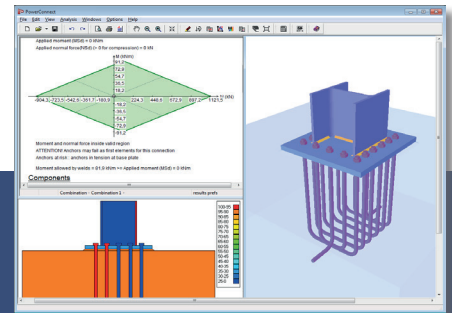 PowerConnect
File Edit View Analysis Windows Options Help
Applied moment (MSd) = 0 kNm
Applied normal force(NSd) (> 0 for compression) = 0 kN
M (kNm)
91,2
72,9
54,7
36,5
18,2
(804,3 -723,5 -542,6 -361,7 -180,9 224,3 448,6 672,9 897,2 1121,5
N (kN)
-18,2
-36,5
-54,7
-72,9
-91,2
Moment and normal force inside valid region
ATTENTION! Anchors may fail as first elements for this connection
Anchors at risk : anchors in tension at base plate
Moment allowed by welds = 81,9 kNm >= Applied moment (MSd) = 0 kNm
Components
Combination - Combination 1 -
results prefs
100-95
95-90
90-85
85-80
80-75
75-70
70-65
65-60
60-55
55-50
50-45
45-40
40-35
35-30
30-25
25-0